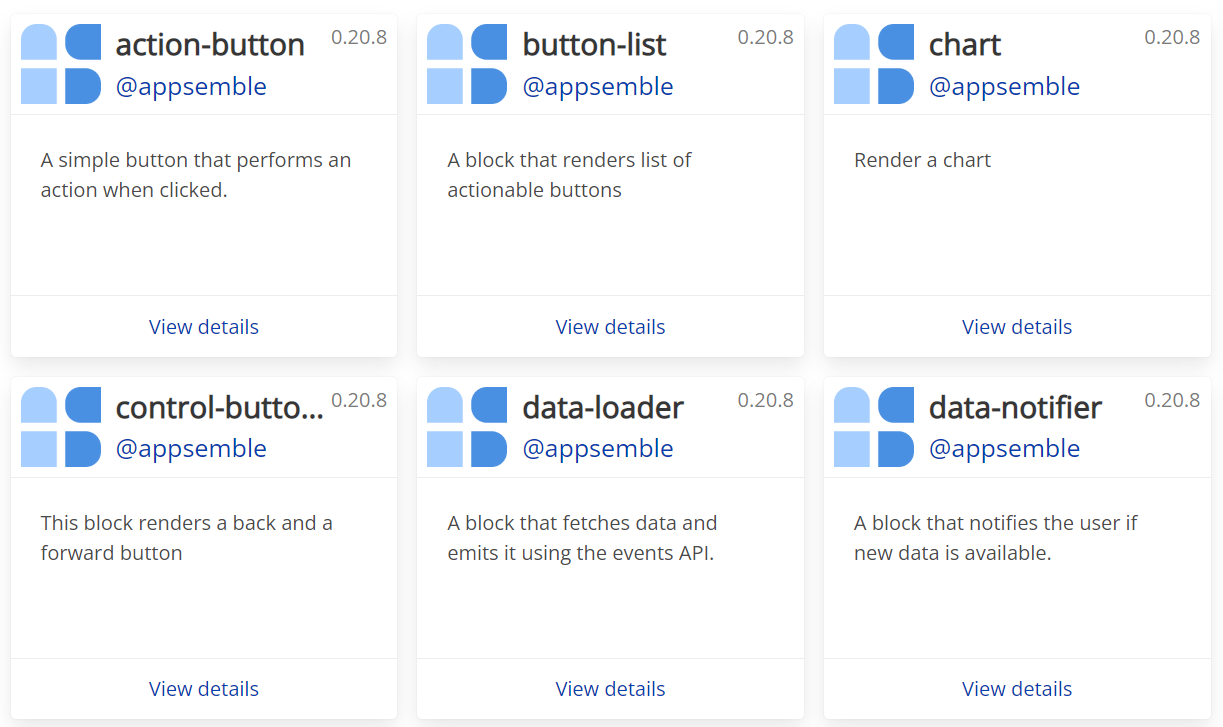 action-button 0.20.8
@appsemble
A simple button that performs an
action when clicked.
View details
button-list 0.20.8
@appsemble
A block that renders list of
actionable buttons
View details
chart 0.20.8
@appsemble
Render a chart
View details
control-butto... 0.20.8
@appsemble
This block renders a back and a
forward button
View details
data-loader 0.20.8
@appsemble
A block that fetches data and
emits it using the events API.
View details
data-notifier 0.20.8
@appsemble
A block that notifies the user if
new data is available.
View details